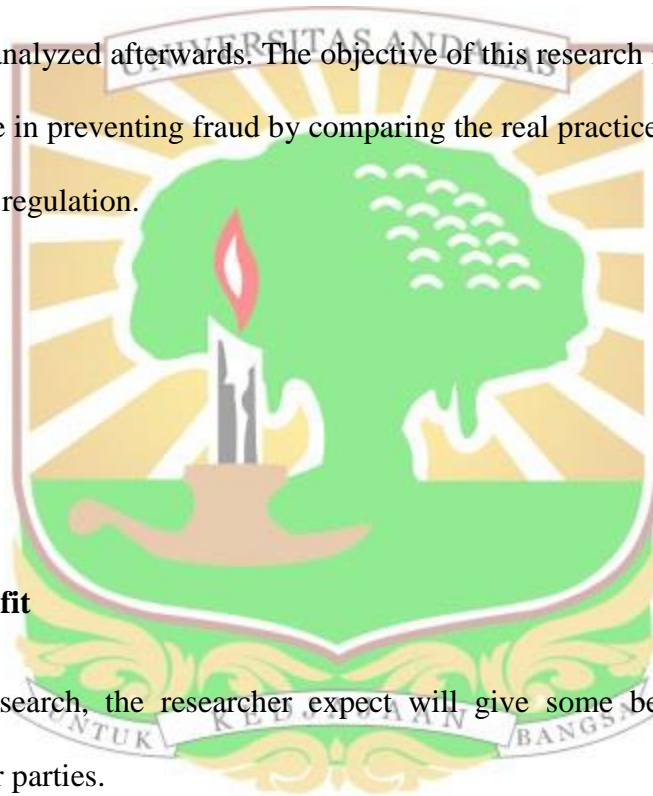 UNIVERSITAS ANDALAS
analyzed afterwards. The objective of this research
e in preventing fraud by comparing the real practice
regulation.
fit
search, the researcher expect will give some be
UNTUK KEDJAJAAN BANGSA
r parties.